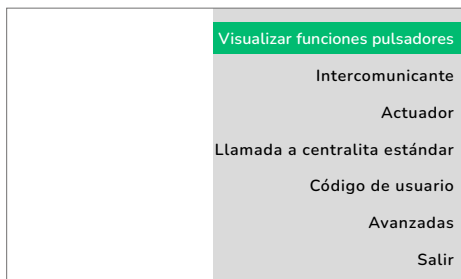 Visualizar funciones pulsadores
Intercomunicante
Actuador
Llamada a centralita estándar
Código de usuario
Avanzadas
Salir